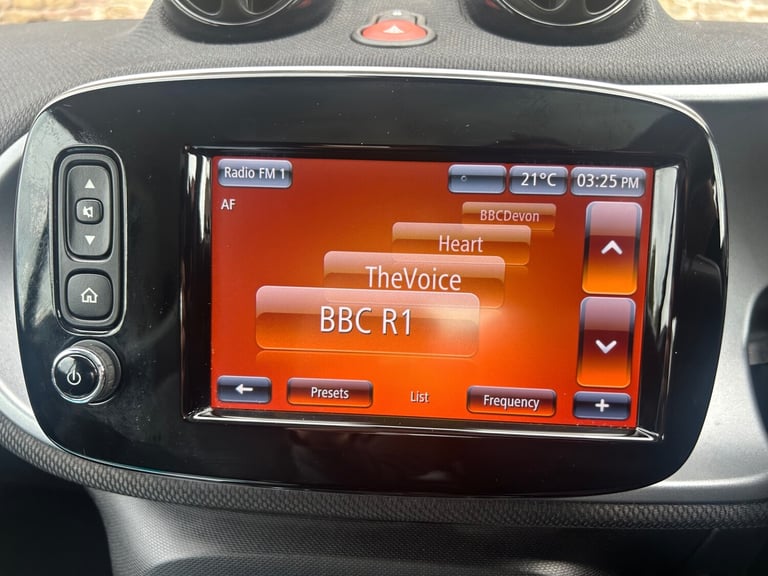 Radio FM 1
21°C
03:25 PM
AF
BBCDevon
Heart
TheVoice
BBC R1
Presets
List
Frequency